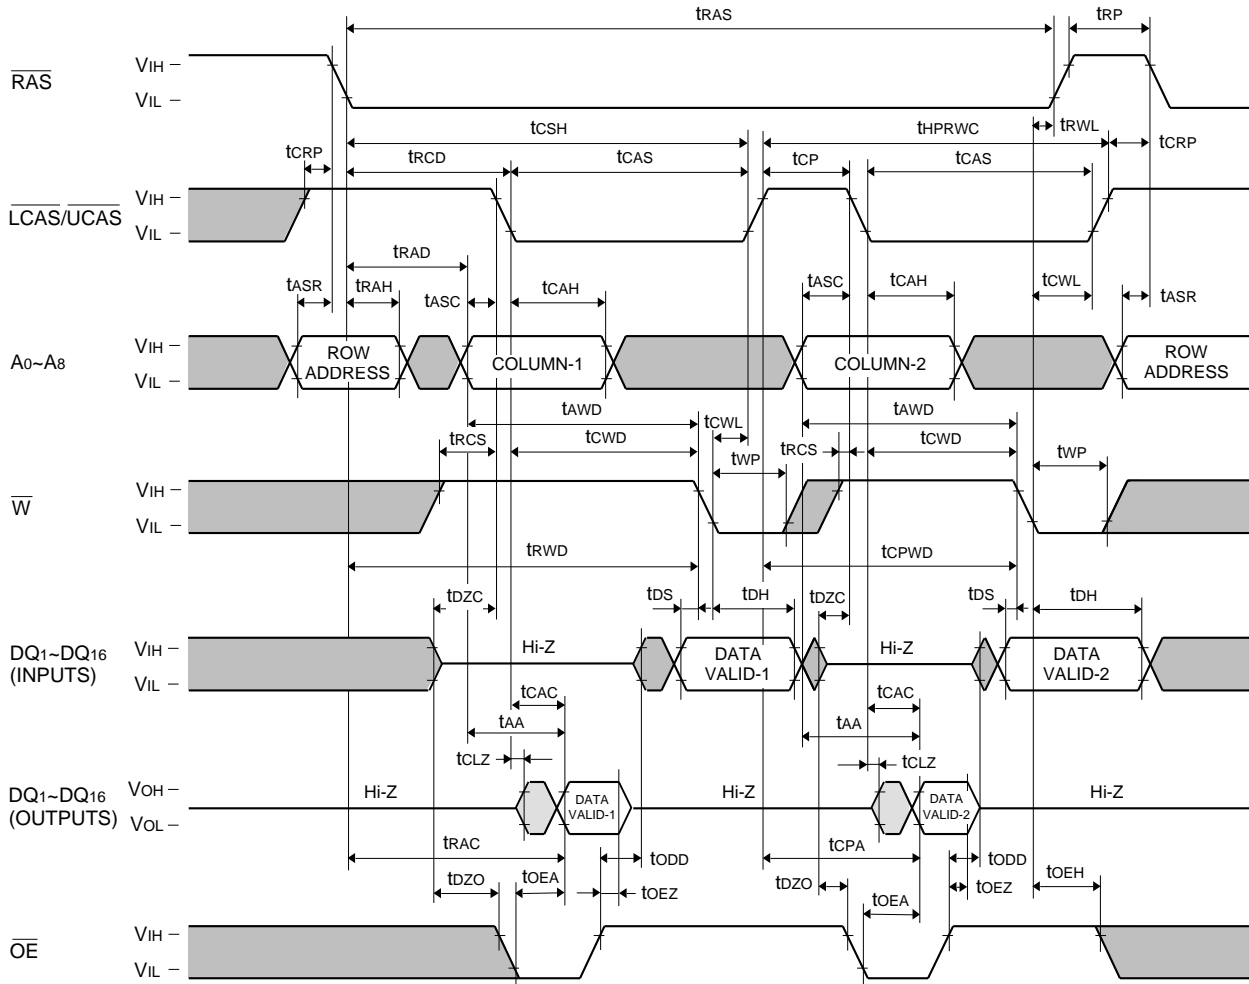 tRAS tRP
RAS VIH
VIL
tCSH tHPRWC tRWL
tCRP tRCD tCAS tCP tCAS tCRP
LCAS/UCAS VIH
VIL
tRAD
tASR tRAH tASC tCAH tASC tCAH tCWL tASR
A0~A8 VIH
VIL
ROW ADDRESS COLUMN-1 COLUMN-2 ROW ADDRESS
tAWD tCWL tAWD
tRCS tCWD tWP tRCS tCWD tWP
W VIH
VIL
tRWD tCPWD
tDZC tDS tDH tDZC tDS tDH
DQ1~DQ16 (INPUTS) VIH
VIL
Hi-Z DATA VALID-1 Hi-Z DATA VALID-2
tCAC tCAC
tAA tAA
tCLZ tCLZ
DQ1~DQ16 (OUTPUTS) VOH
VOL
Hi-Z DATA VALID-1 Hi-Z DATA VALID-2 Hi-Z
tRAC tODD tCPA tODD
tDZO tOEA tOEZ tDZO tOEA tOEZ tOEH
OE VIH
VIL